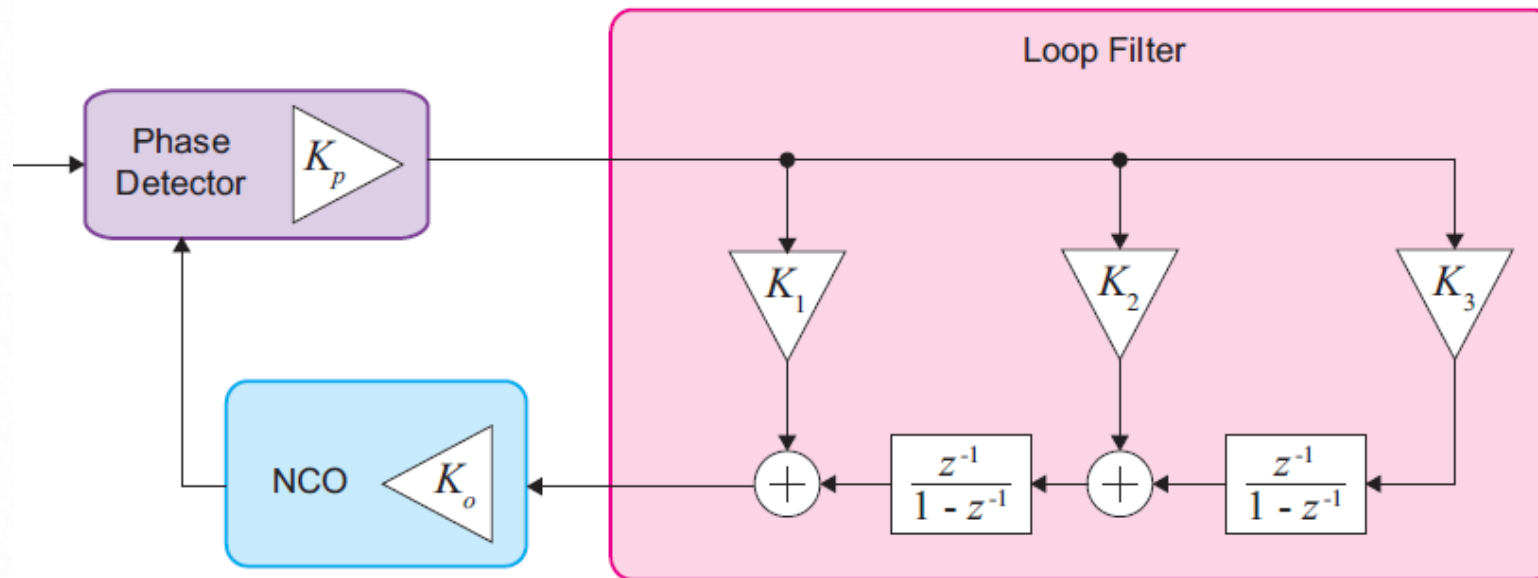 Loop Filter
Phase
Detector
K_p
K_1
K_2
K_3
NCO
K_o
+
z^-1
1 - z^-1
+
z^-1
1 - z^-1